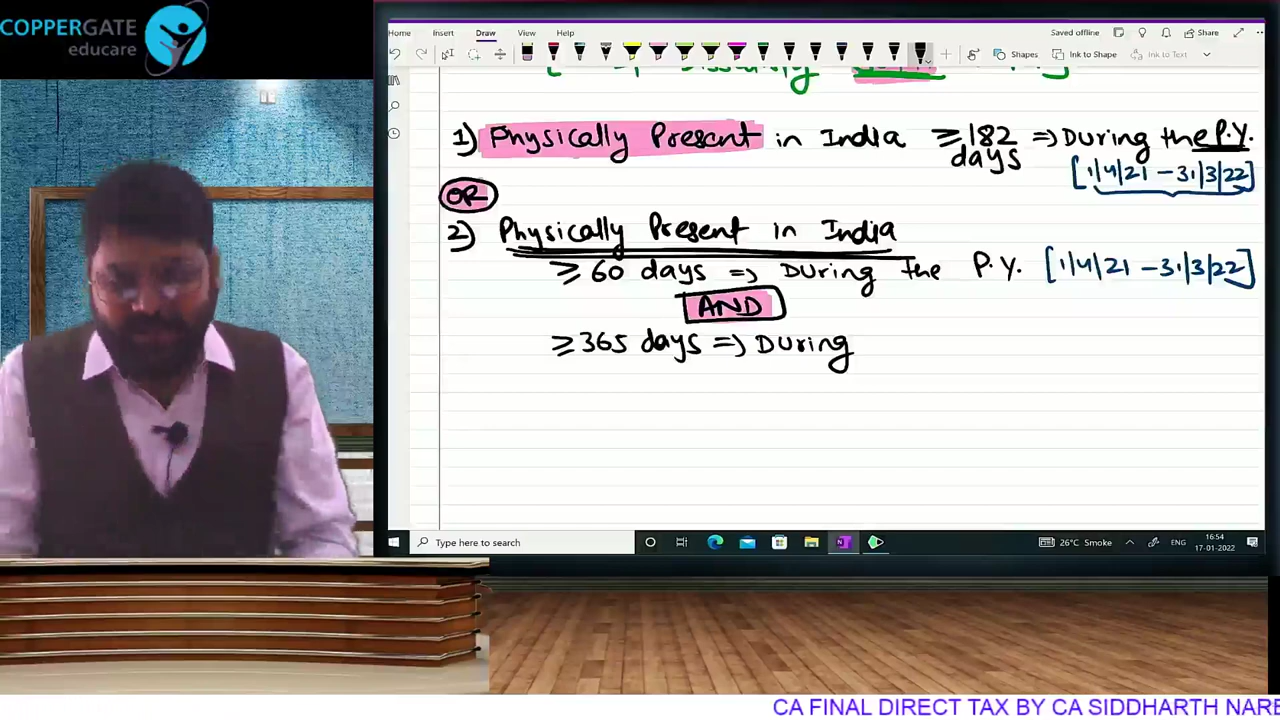 COPPERGATE
educare
Home Insert Draw View Help
Saved offline Share
Shapes Ink to Shape Ink to Text
1) Physically Present in India ≥182 days => During the P.Y.
[1/4/21 - 31/3/22]
OR
2) Physically Present in India
≥ 60 days => During the P.Y. [1/4/21 - 31/3/22]
AND
≥365 days => During
Type here to search
26°C Smoke ENG 16:54
17-01-2022
CA FINAL DIRECT TAX BY CA SIDDHARTH NARE